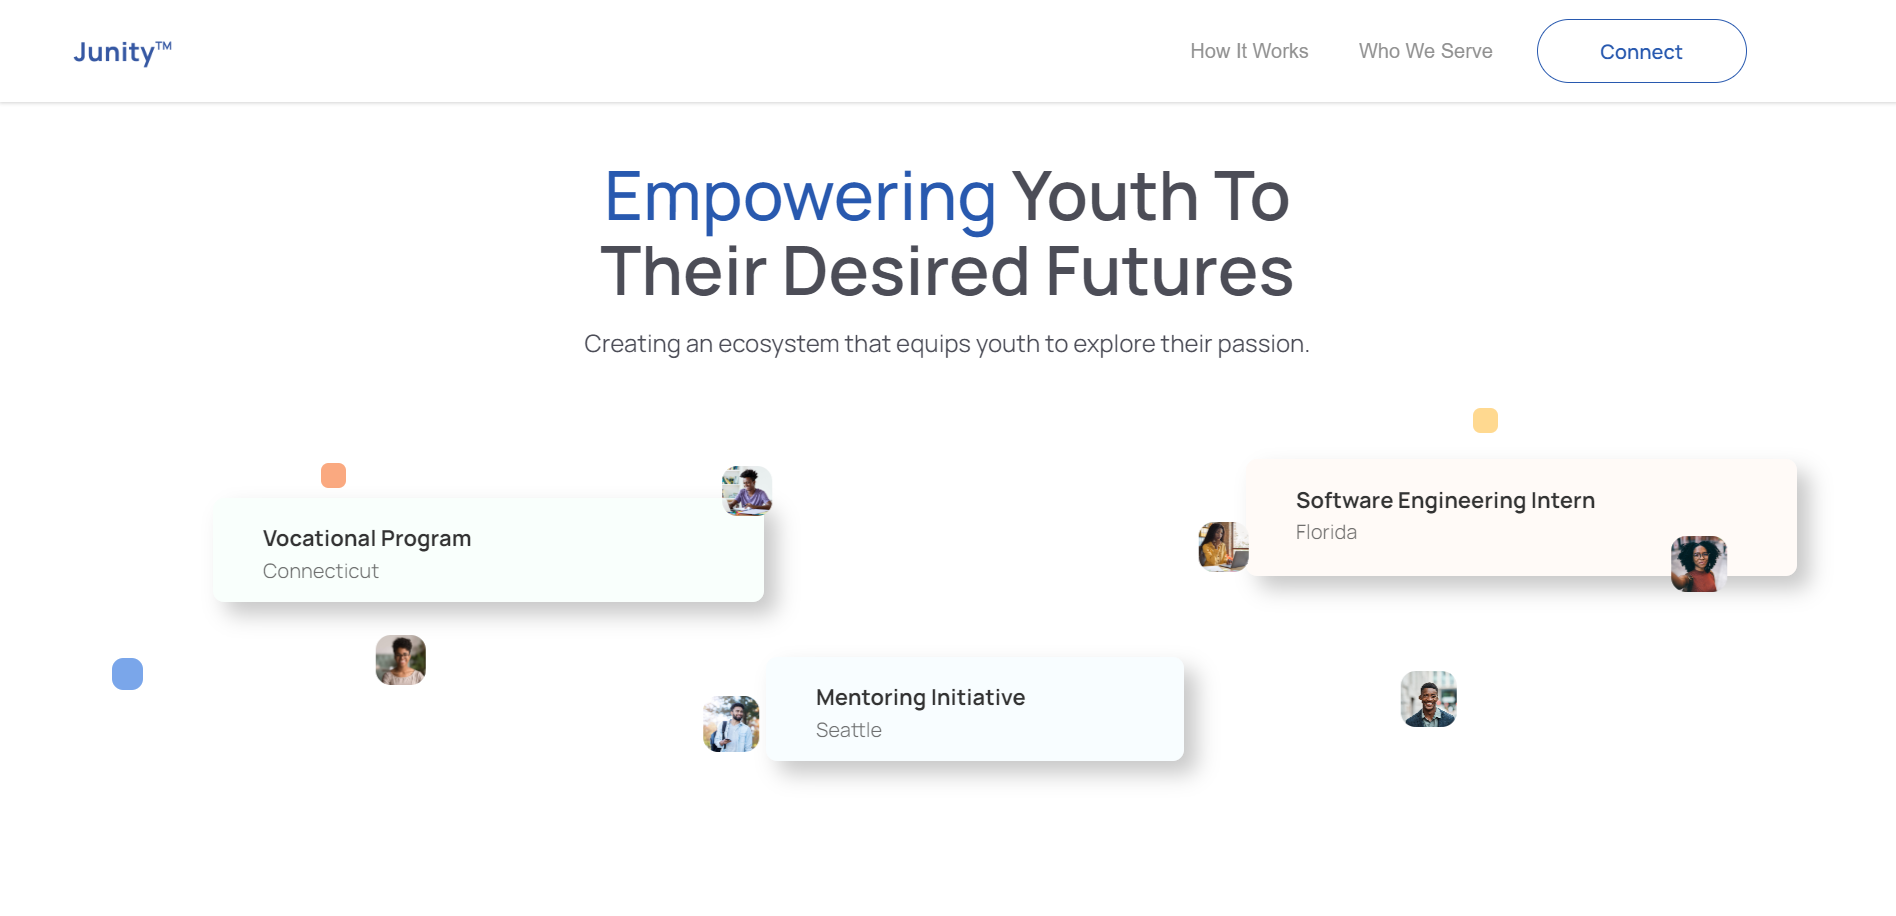 Junity™
How It Works
Who We Serve
Connect
Empowering Youth To
Their Desired Futures
Creating an ecosystem that equips youth to explore their passion.
Vocational Program
Connecticut
Software Engineering Intern
Florida
Mentoring Initiative
Seattle